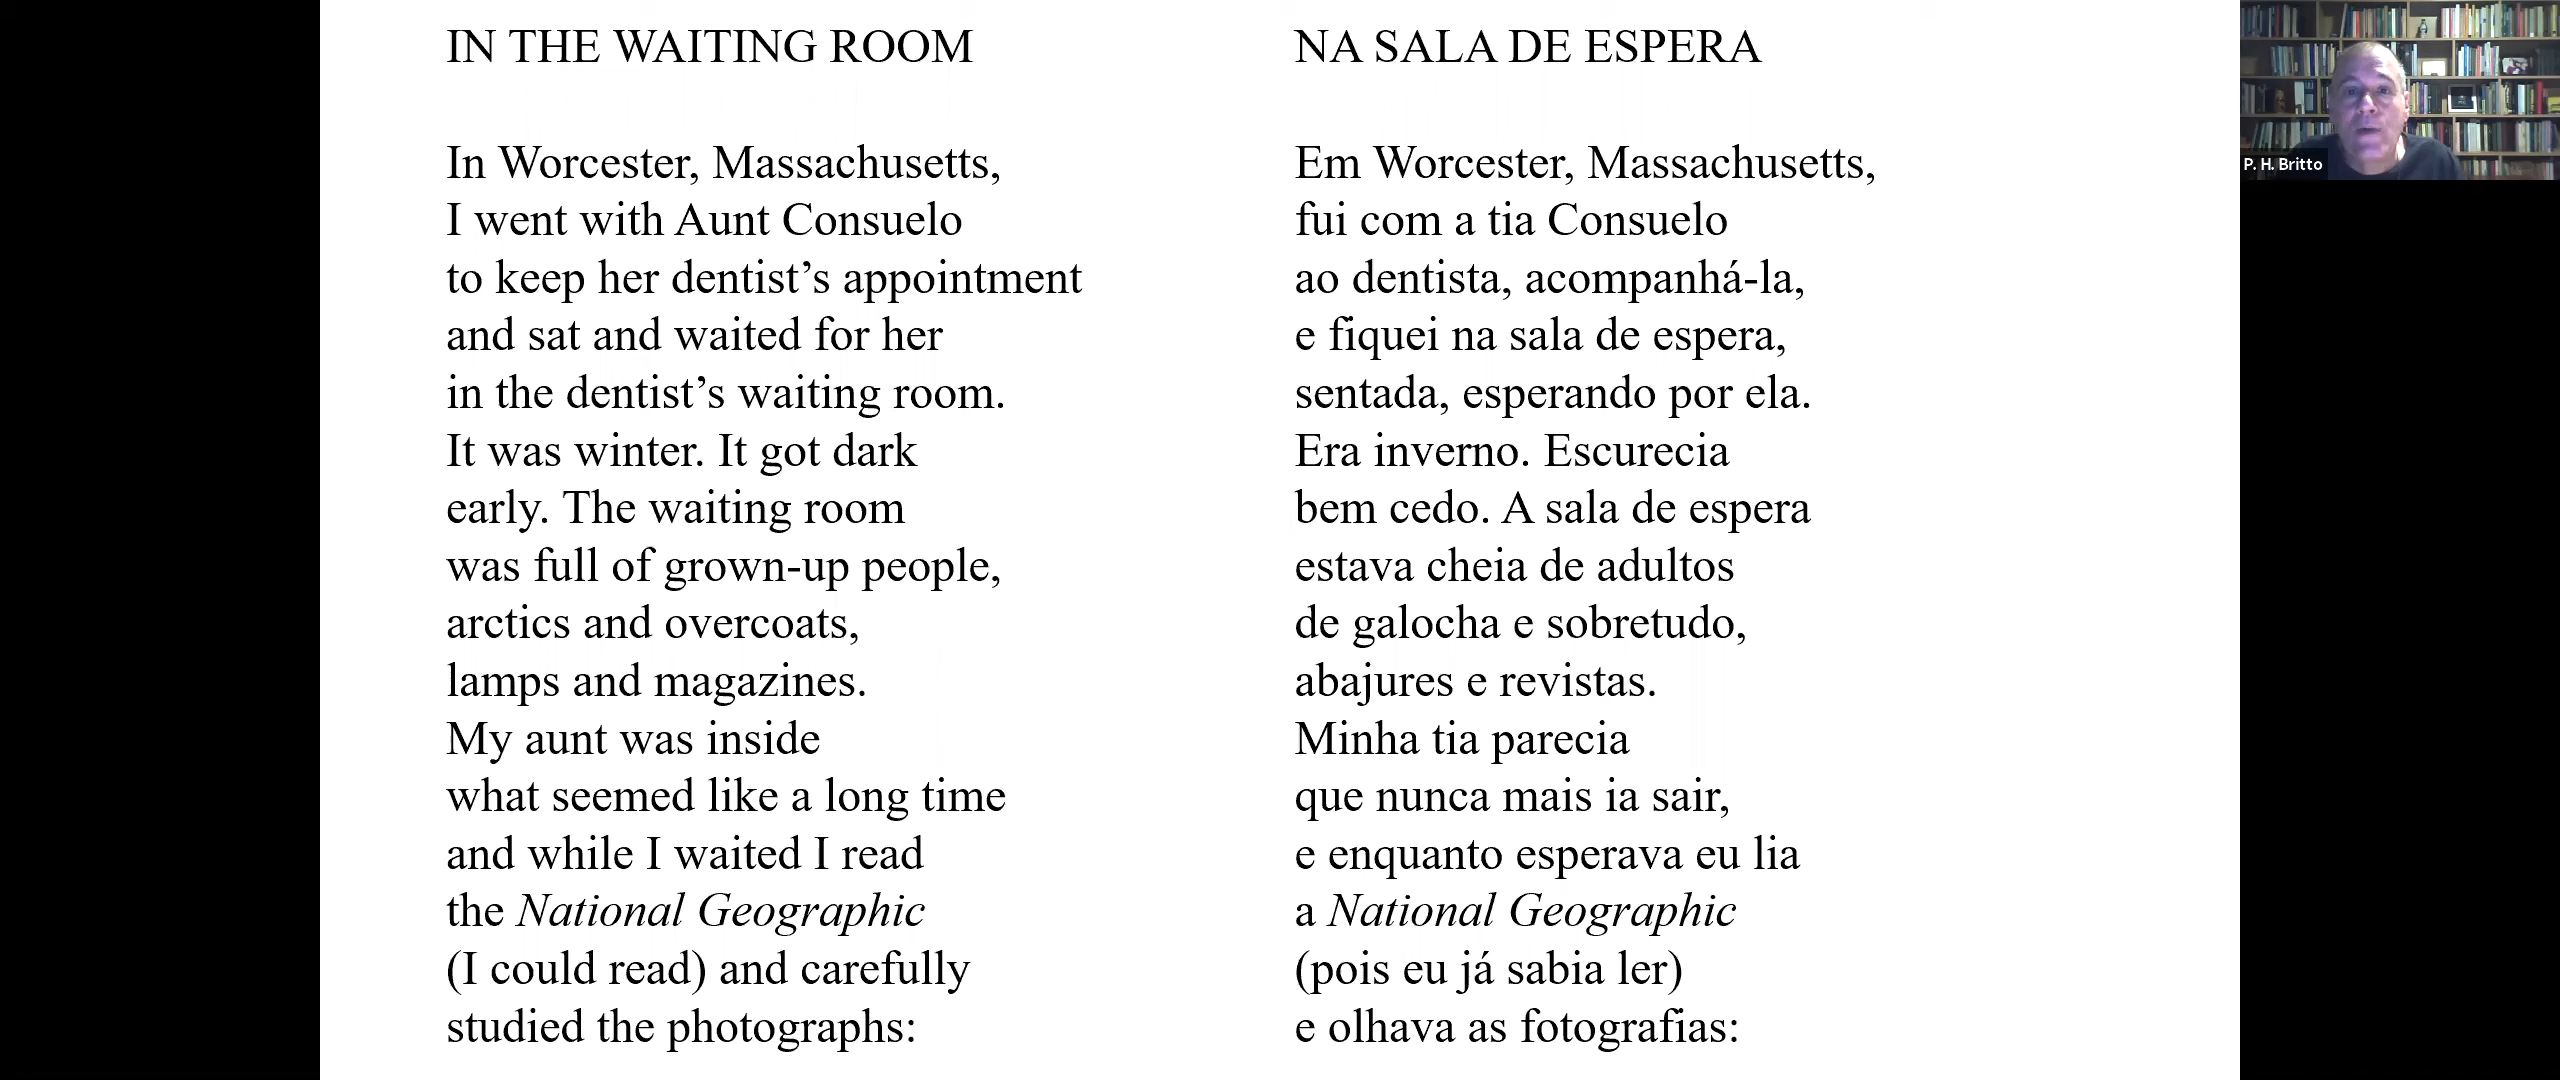 IN THE WAITING ROOM
In Worcester, Massachusetts,
I went with Aunt Consuelo
to keep her dentist’s appointment
and sat and waited for her
in the dentist’s waiting room.
It was winter. It got dark
early. The waiting room
was full of grown-up people,
arctics and overcoats,
lamps and magazines.
My aunt was inside
what seemed like a long time
and while I waited I read
the National Geographic
(I could read) and carefully
studied the photographs:
NA SALA DE ESPERA
Em Worcester, Massachusetts,
fui com a tia Consuelo
ao dentista, acompanhá-la,
e fiquei na sala de espera,
sentada, esperando por ela.
Era inverno. Escurecia
bem cedo. A sala de espera
estava cheia de adultos
de galocha e sobretudo,
abajures e revistas.
Minha tia parecia
que nunca mais ia sair,
e enquanto esperava eu lia
a National Geographic
(pois eu já sabia ler)
e olhava as fotografias:
P. H. Britto